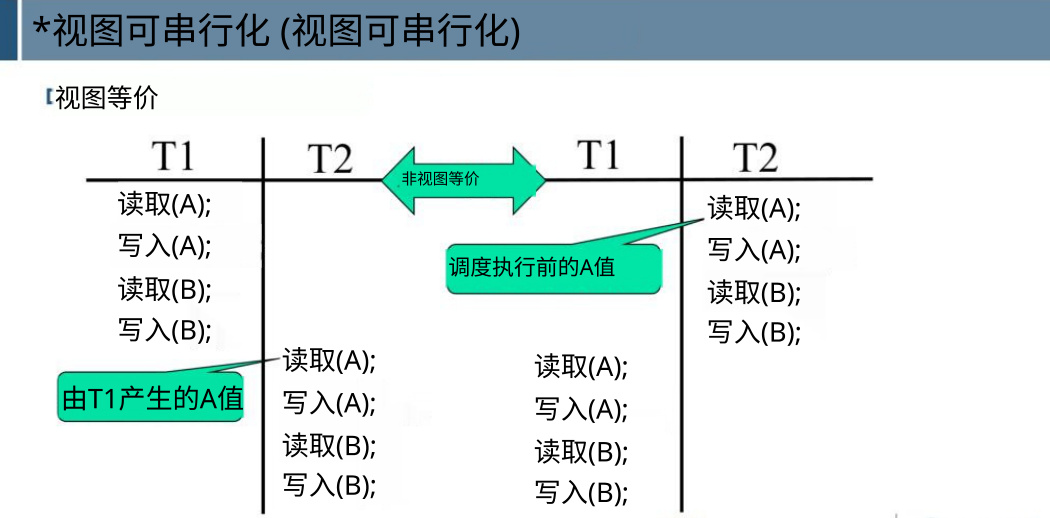 *视图可串行化 (视图可串行化)
视图等价
T1
T2
非视图等价
T1
T2
读取(A);
写入(A);
读取(B);
写入(B);
由T1产生的A值
读取(A);
写入(A);
读取(B);
写入(B);
调度执行前的A值
读取(A);
写入(A);
读取(B);
写入(B);
读取(A);
写入(A);
读取(B);
写入(B);